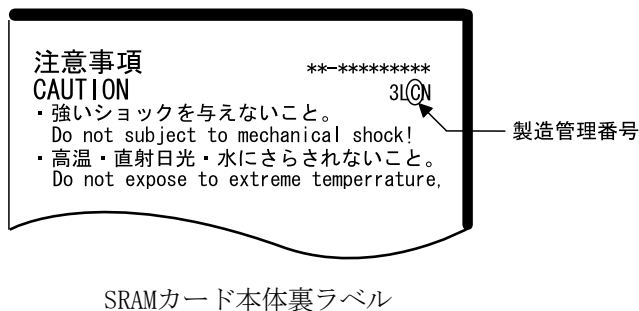 注意事項
**-*********
CAUTION
3LCN
・強いショックを与えないこと。
Do not subject to mechanical shock!
製造管理番号
・高温・直射日光・水にさらされないこと。
Do not expose to extreme temperrature,
SRAMカード本体裏ラベル